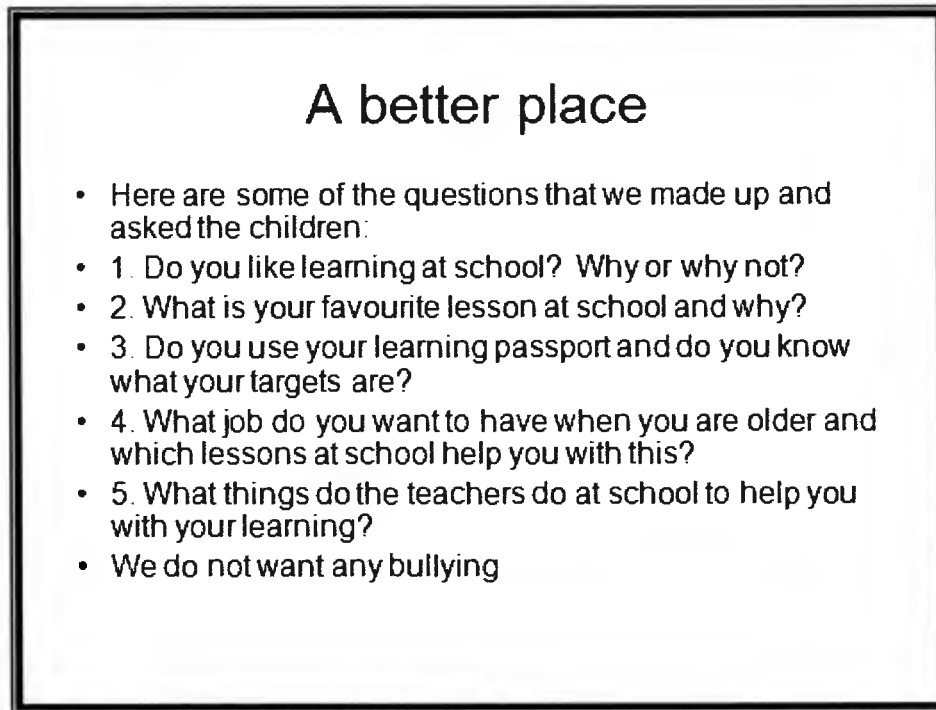 A better place
• Here are some of the questions that we made up and
asked the children:
• 1. Do you like learning at school? Why or why not?
• 2. What is your favourite lesson at school and why?
• 3. Do you use your learning passport and do you know
what your targets are?
• 4. What job do you want to have when you are older and
which lessons at school help you with this?
• 5. What things do the teachers do at school to help you
with your learning?
• We do not want any bullying